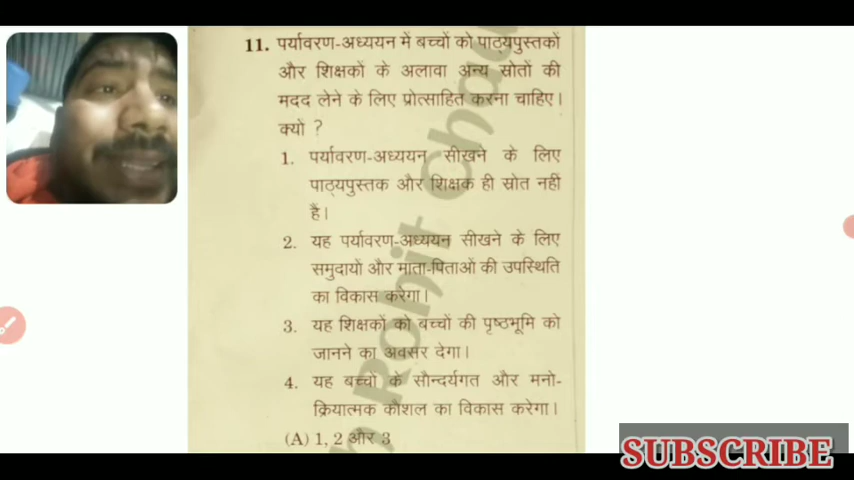 11. पर्यावरण-अध्ययन में बच्चों को पाठ्यपुस्तकों
और शिक्षकों के अलावा अन्य स्रोतों की
मदद लेने के लिए प्रोत्साहित करना चाहिए।
क्यों ?
1. पर्यावरण-अध्ययन सीखने के लिए
पाठ्यपुस्तक और शिक्षक ही स्रोत नहीं
हैं।
2. यह पर्यावरण-अध्ययन सीखने के लिए
समुदायों और माता-पिताओं की उपस्थिति
का विकास करेगा।
3. यह शिक्षकों को बच्चों की पृष्ठभूमि को
जानने का अवसर देगा।
4. यह बच्चों के सौन्दर्यगत और मनो-
क्रियात्मक कौशल का विकास करेगा।
(A) 1, 2 और 3
Rohit Chau
SUBSCRIBE